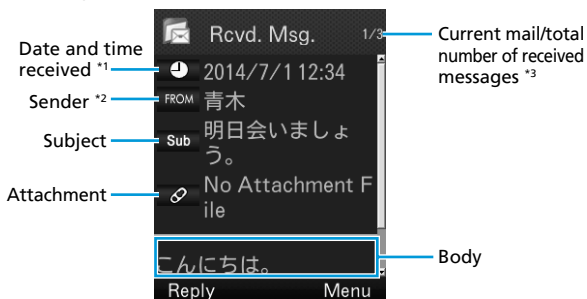 Rcvd. Msg. 1/3
Date and time
received *1
2014/7/1 12:34
Sender *2
FROM 青木
Subject
Sub 明日会いましょ
う。
Attachment
No Attachment F
ile
こんにちは。
Reply Menu
Current mail/total
number of received
messages *3
Body